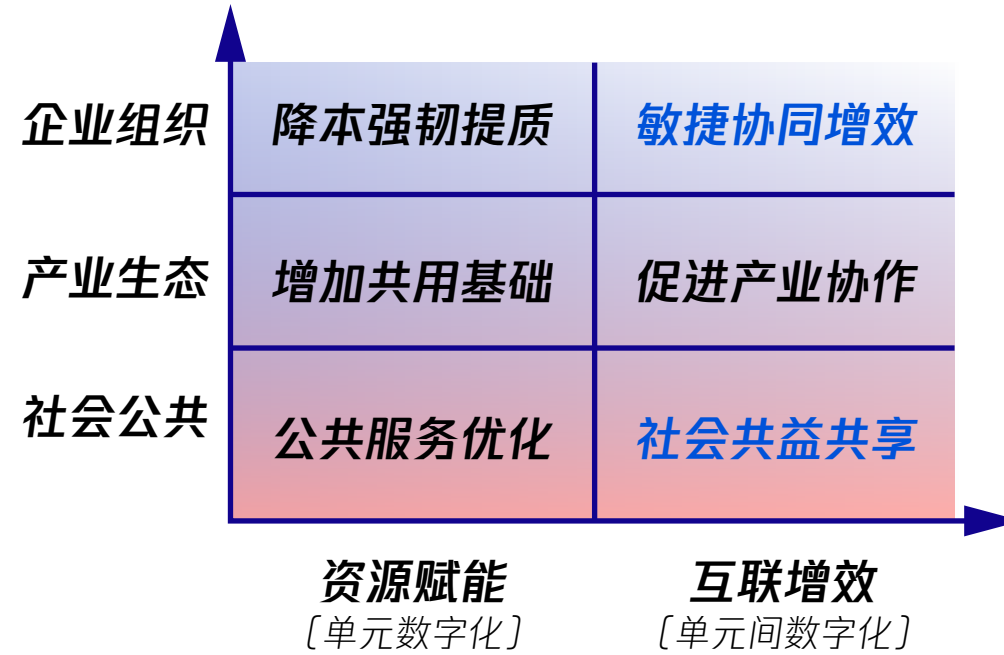 企业组织 降本强韧提质 敏捷协同增效
产业生态 增加共用基础 促进产业协作
社会公共 公共服务优化 社会共益共享
资源赋能 互联增效
〔单元数字化〕 〔单元间数字化〕